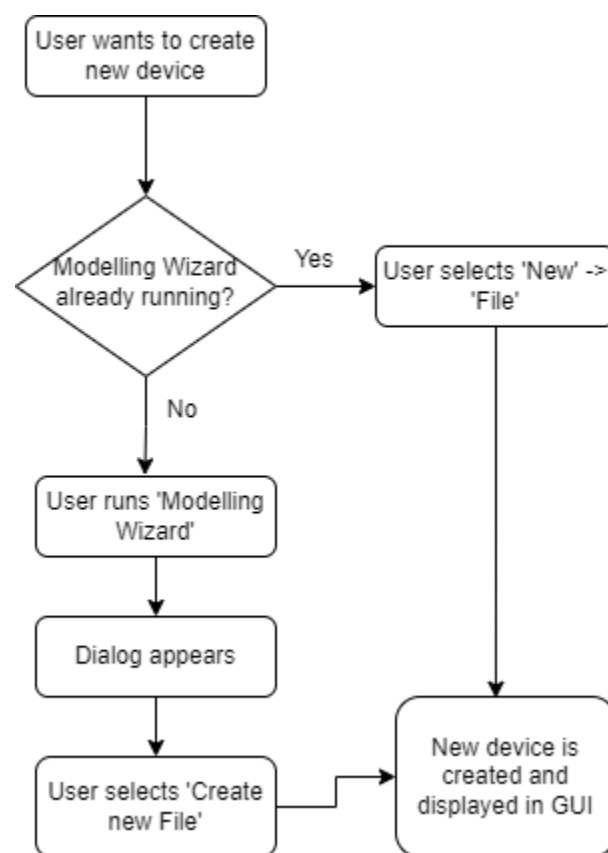 User wants to create
new device
Modelling Wizard
already running?
Yes
User selects 'New' ->
'File'
No
User runs 'Modelling
Wizard'
Dialog appears
User selects 'Create
new File'
New device is
created and
displayed in GUI